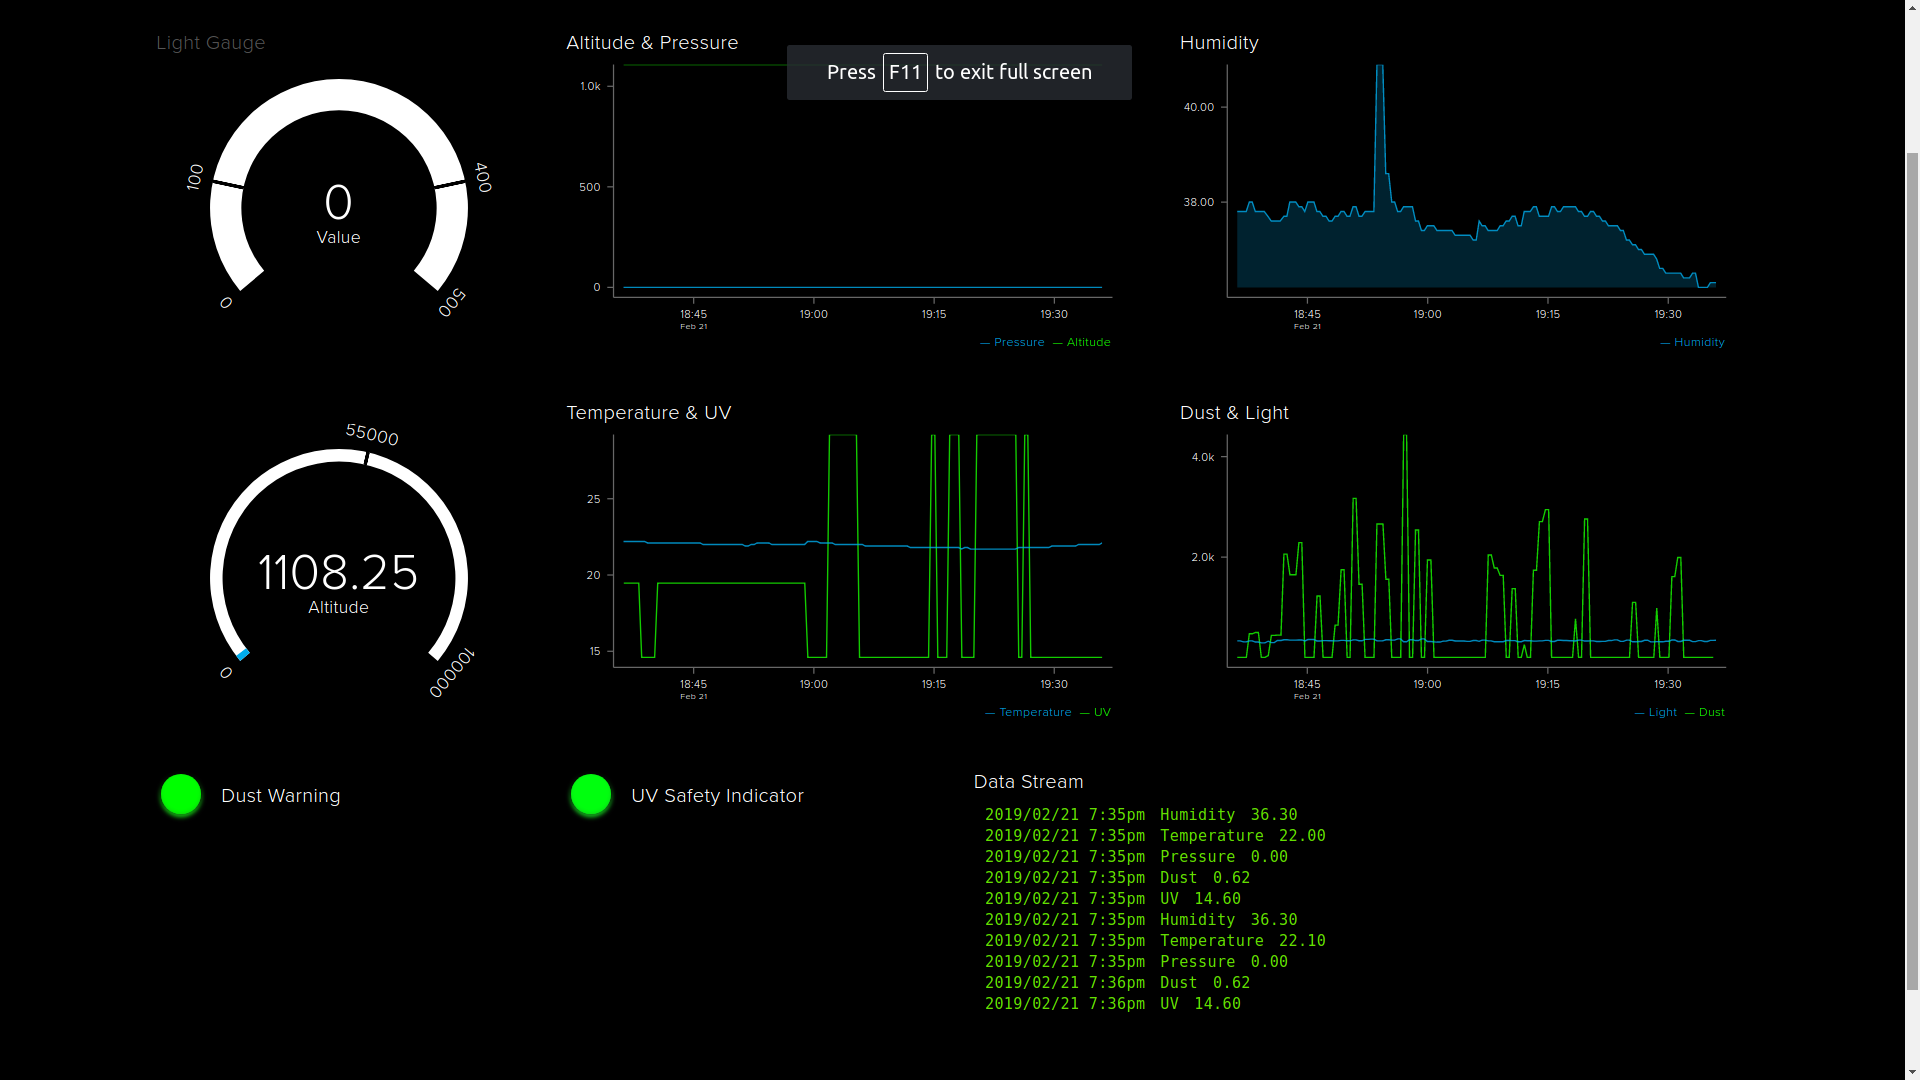 Light Gauge
100
400
0
Value
0
500
Altitude & Pressure
Press F11 to exit full screen
1.0k
500
0
18:45
Feb 21
19:00
19:15
19:30
— Pressure — Altitude
Humidity
40.00
38.00
18:45
Feb 21
19:00
19:15
19:30
— Humidity
55000
1108.25
Altitude
0
100000
Temperature & UV
25
20
15
18:45
Feb 21
19:00
19:15
19:30
— Temperature — UV
Dust & Light
4.0k
2.0k
18:45
Feb 21
19:00
19:15
19:30
— Light — Dust
Dust Warning
UV Safety Indicator
Data Stream
2019/02/21 7:35pm Humidity 36.30
2019/02/21 7:35pm Temperature 22.00
2019/02/21 7:35pm Pressure 0.00
2019/02/21 7:35pm Dust 0.62
2019/02/21 7:35pm UV 14.60
2019/02/21 7:35pm Humidity 36.30
2019/02/21 7:35pm Temperature 22.10
2019/02/21 7:35pm Pressure 0.00
2019/02/21 7:36pm Dust 0.62
2019/02/21 7:36pm UV 14.60